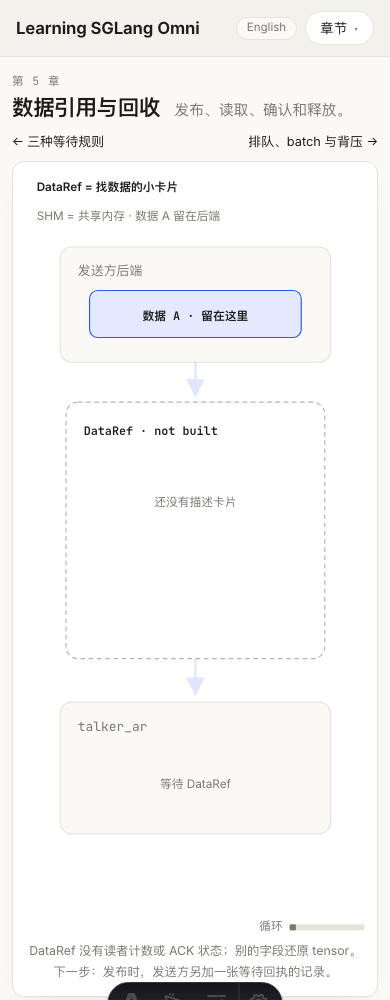 Learning SGLang Omni
English
章节
第 5 章
数据引用与回收 发布、读取、确认和释放。
← 三种等待规则
排队、batch 与背压 →
DataRef = 找数据的小卡片
SHM = 共享内存 · 数据 A 留在后端
发送方后端
数据 A · 留在这里
DataRef · not built
还没有描述卡片
talker_ar
等待 DataRef
循环
DataRef 没有读者计数或 ACK 状态；别的字段还原 tensor。
下一步：发布时，发送方另加一张等待回执的记录。